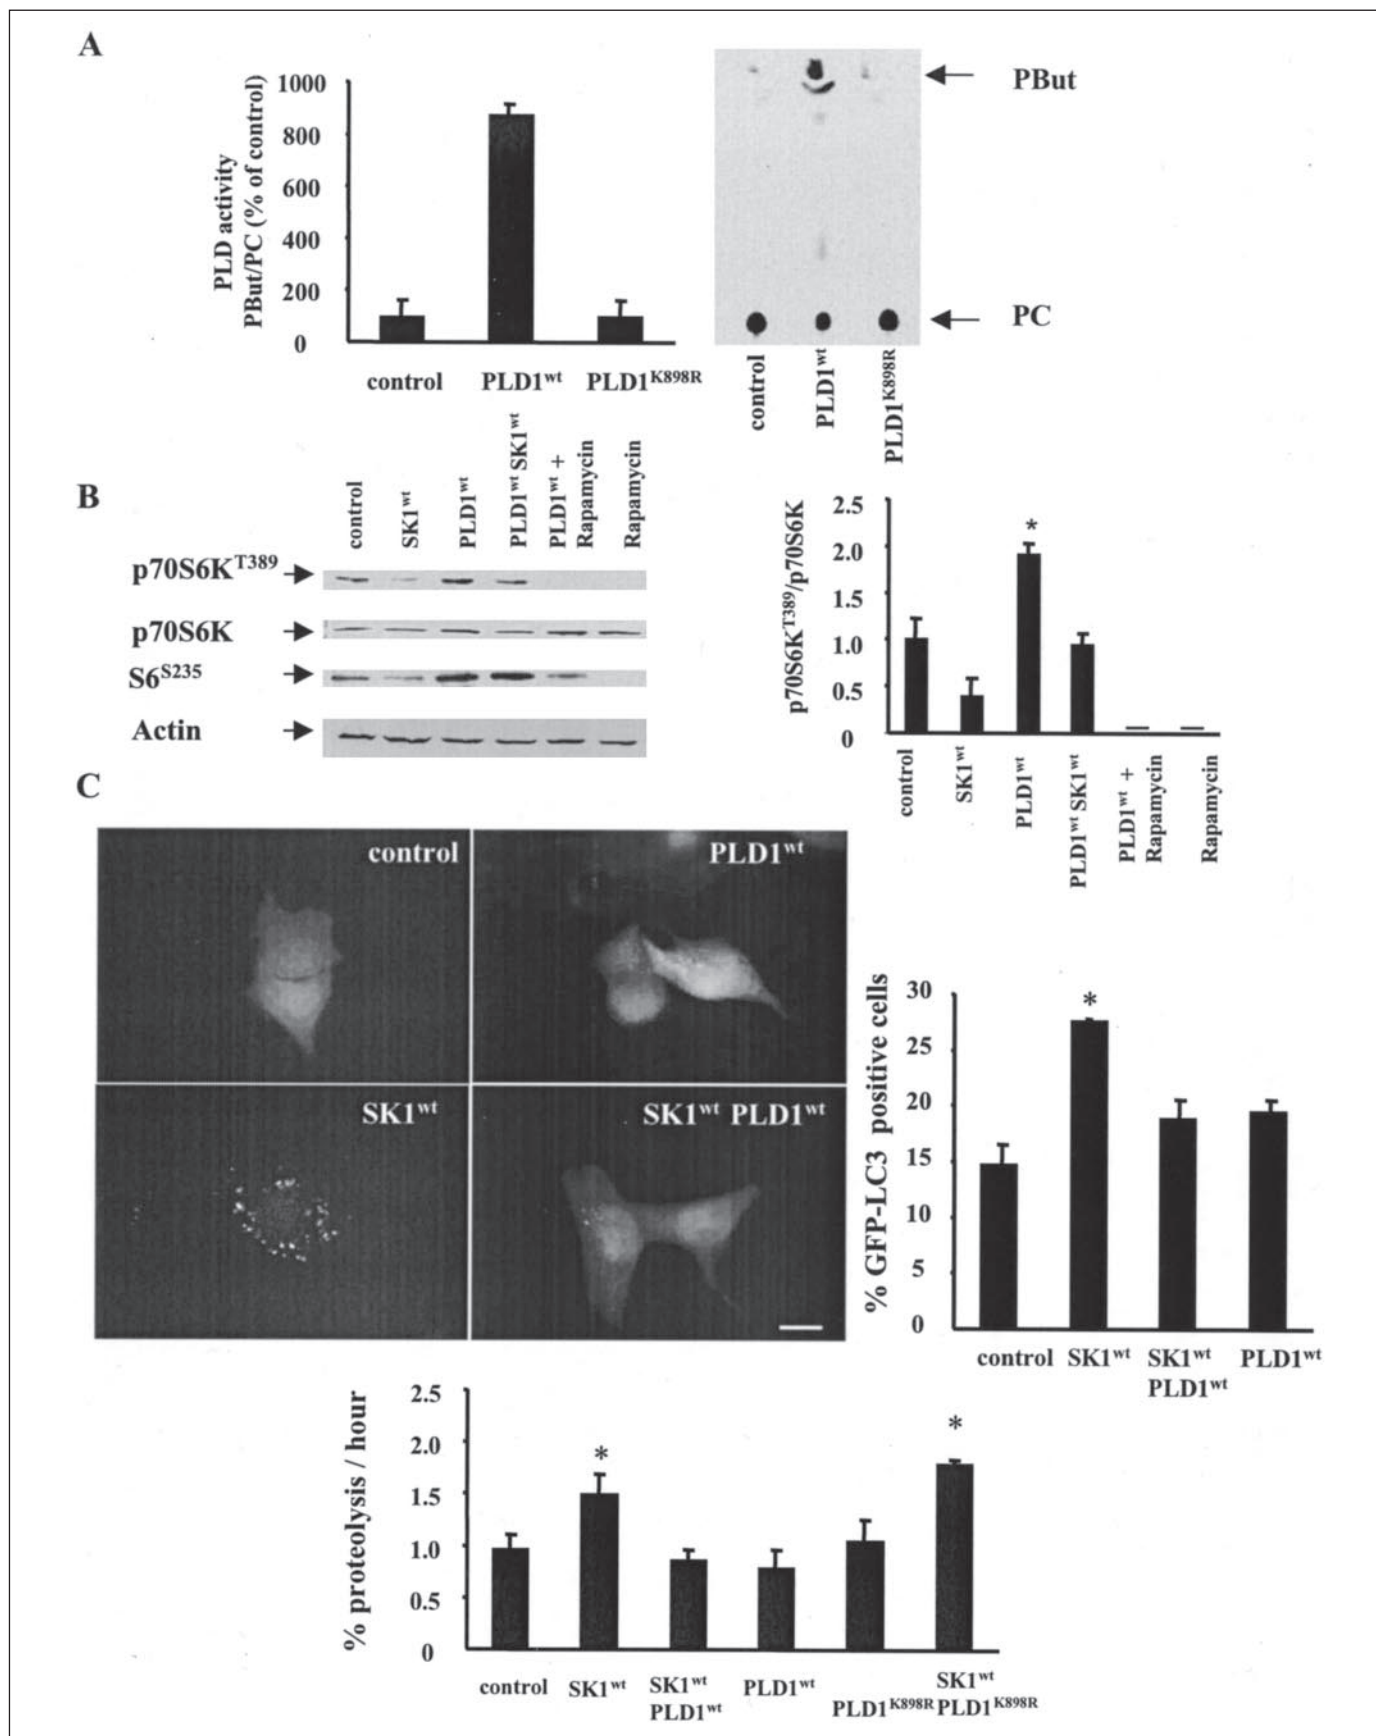 A
PLD activity
PBut/PC (% of control)
1000
800
600
400
200
0
control PLD1wt PLD1K898R
PBut
PC
control
PLD1wt
PLD1K898R
B
control
SK1wt
PLD1wt
PLD1wt SK1wt
PLD1wt +
Rapamycin
Rapamycin
p70S6KT389
p70S6K
S6S235
Actin
p70S6KT389/p70S6K
2.5
2.0
1.5
1.0
0.5
0
*
control
SK1wt
PLD1wt
PLD1wt SK1wt
PLD1wt +
Rapamycin
Rapamycin
C
control
PLD1wt
SK1wt
SK1wt PLD1wt
% GFP-LC3 positive cells
30
25
20
15
10
5
0
*
control SK1wt SK1wt PLD1wt
PLD1wt
% proteolysis / hour
2.5
2.0
1.5
1.0
0.5
0
*
*
control SK1wt SK1wt PLD1wt SK1wt
PLD1wt PLD1K898R PLD1K898R